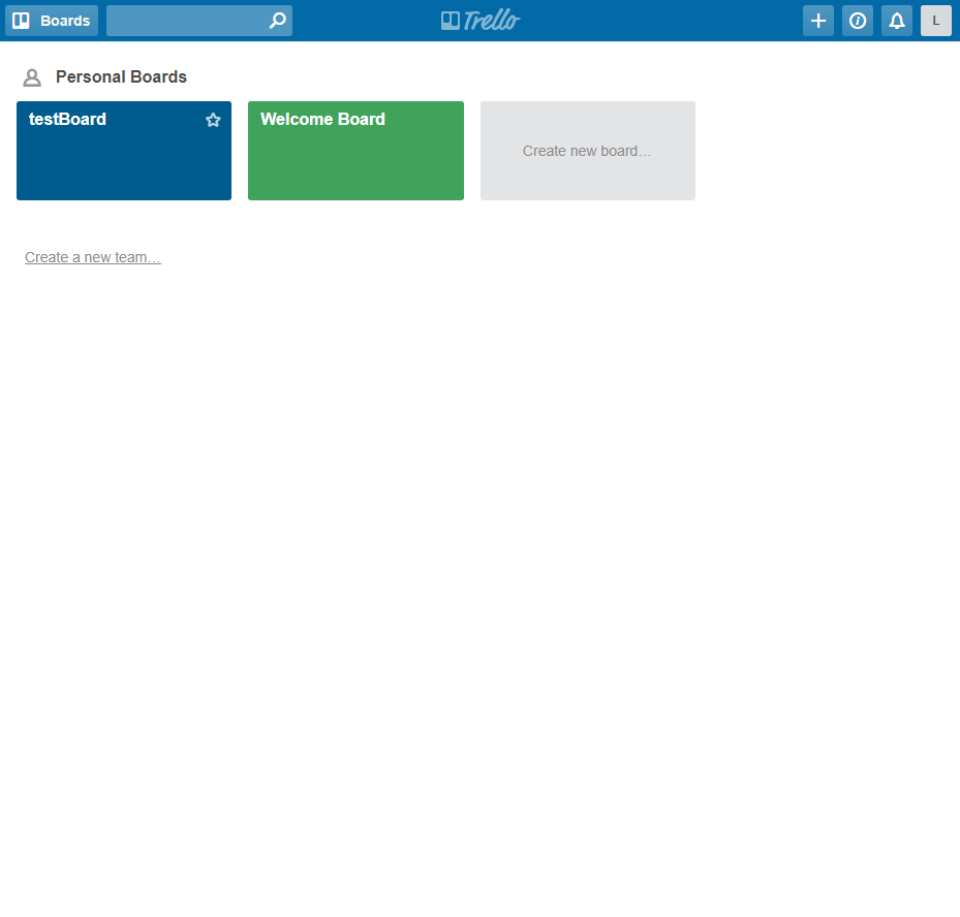 Boards
Trello
L
Personal Boards
testBoard
Welcome Board
Create new board…
Create a new team…